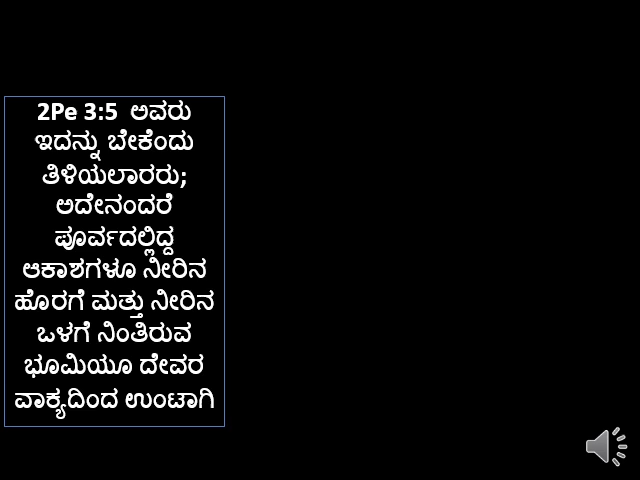 2Pe 3:5 ಅವರು
ಇದನ್ನು ಬೇಕೆಂದು
ತಿಳಿಯಲಾರರು;
ಅದೇನಂದರೆ
ಪೂರ್ವದಲ್ಲಿದ್ದ
ಆಕಾಶಗಳೂ ನೀರಿನ
ಹೊರಗೆ ಮತ್ತು ನೀರಿನ
ಒಳಗೆ ನಿಂತಿರುವ
ಭೂಮಿಯೂ ದೇವರ
ವಾಕ್ಯದಿಂದ ಉಂಟಾಗಿ